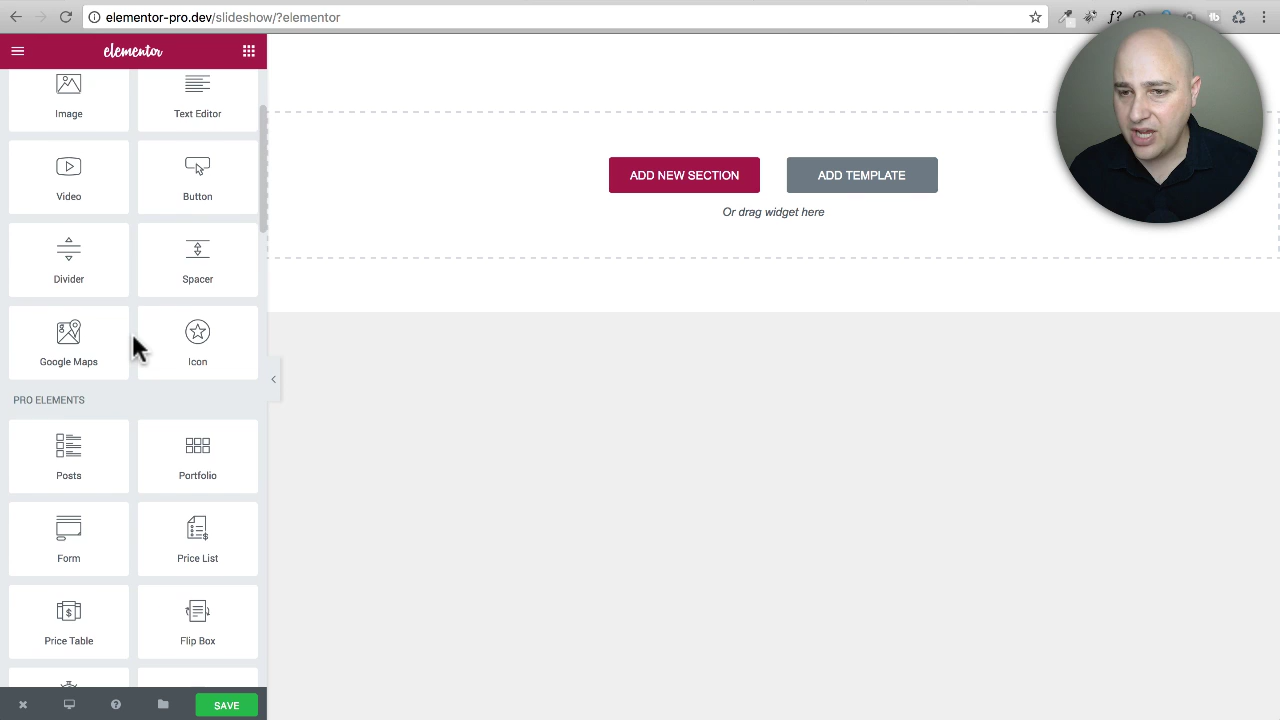 elementor-pro.dev/slideshow/?elementor
elementor
Image
Text Editor
Video
Button
Divider
Spacer
Google Maps
Icon
PRO ELEMENTS
Posts
Portfolio
Form
Price List
Price Table
Flip Box
SAVE
ADD NEW SECTION
ADD TEMPLATE
Or drag widget here